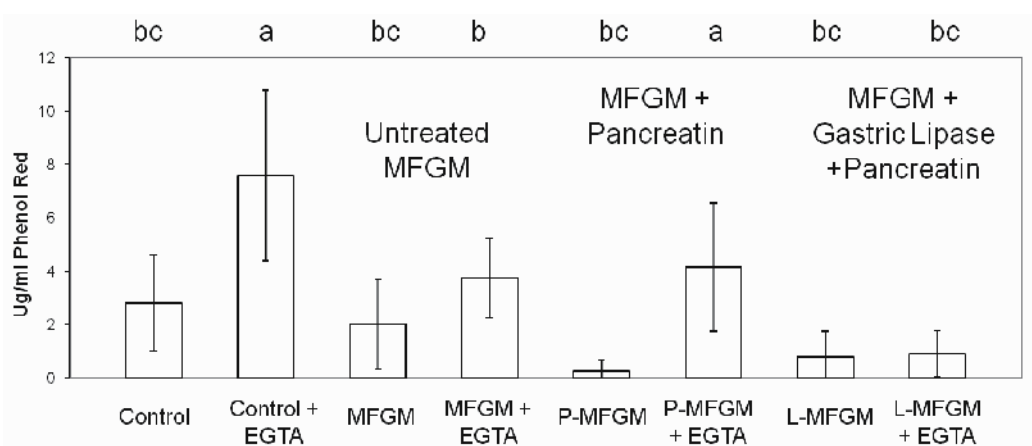 bc a bc b bc a bc bc
12
10
8
6
4
2
0
Ug/ml Phenol Red
Untreated
MFGM
MFGM +
Pancreatin
MFGM +
Gastric Lipase
+Pancreatin
Control
Control +
EGTA
MFGM
MFGM +
EGTA
P-MFGM
P-MFGM
+ EGTA
L-MFGM
L-MFGM
+ EGTA